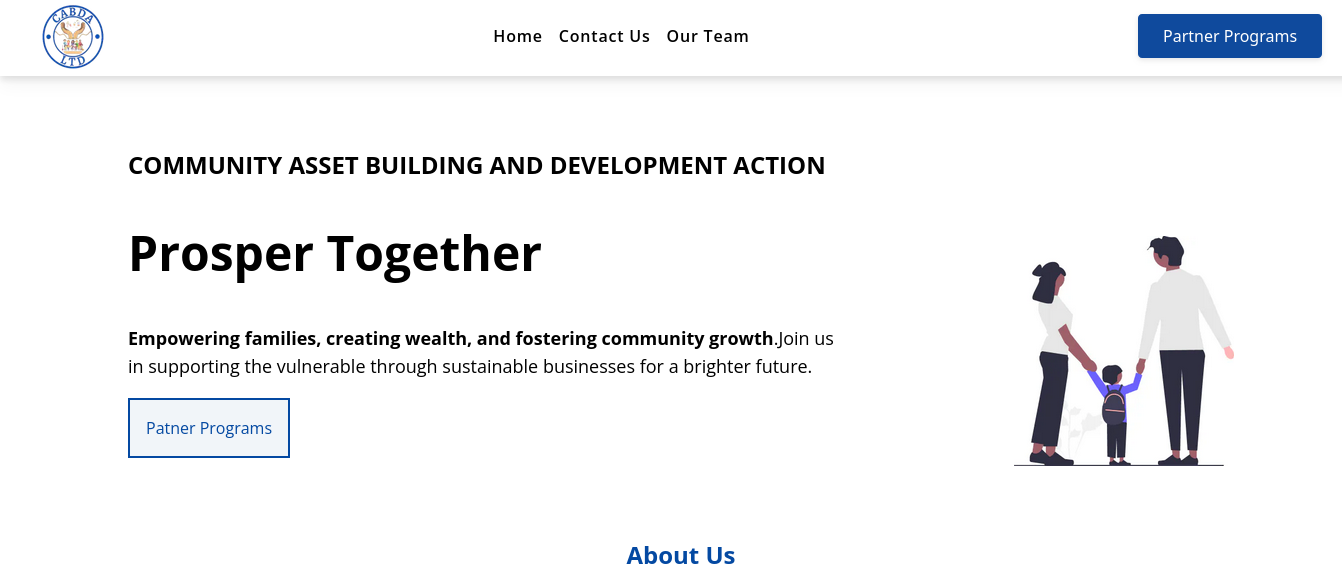 CABDA
LTD
Home Contact Us Our Team
Partner Programs
COMMUNITY ASSET BUILDING AND DEVELOPMENT ACTION
Prosper Together
Empowering families, creating wealth, and fostering community growth.Join us
in supporting the vulnerable through sustainable businesses for a brighter future.
Patner Programs
About Us